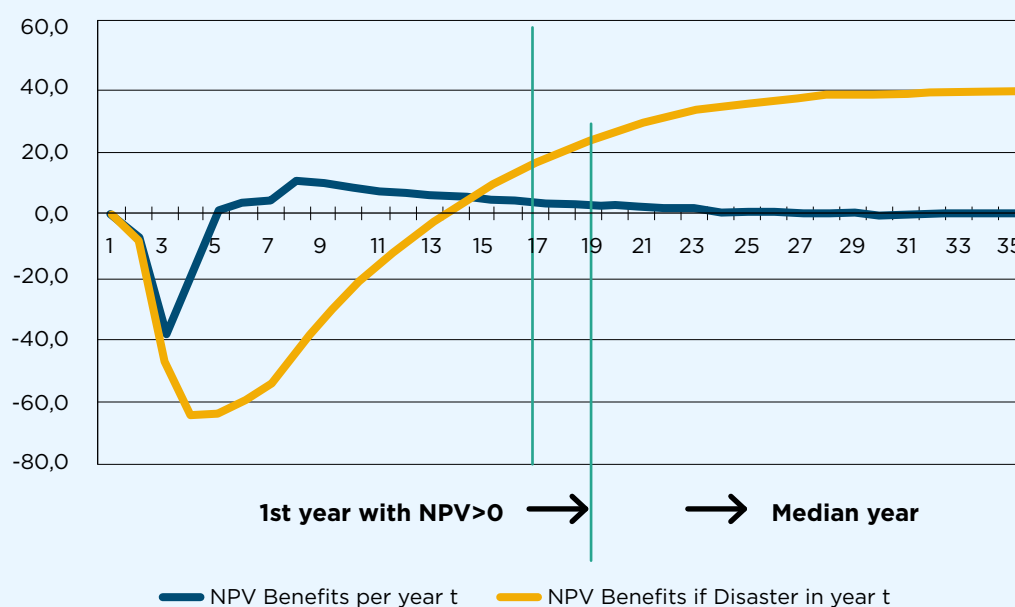 60,0
40,0
20,0
0,0
-20,0
-40,0
-60,0
-80,0
1 3 5 7 9 11 13 15 17 19 21 23 25 27 29 31 33 35
1st year with NPV>0
Median year
NPV Benefits per year t
NPV Benefits if Disaster in year t